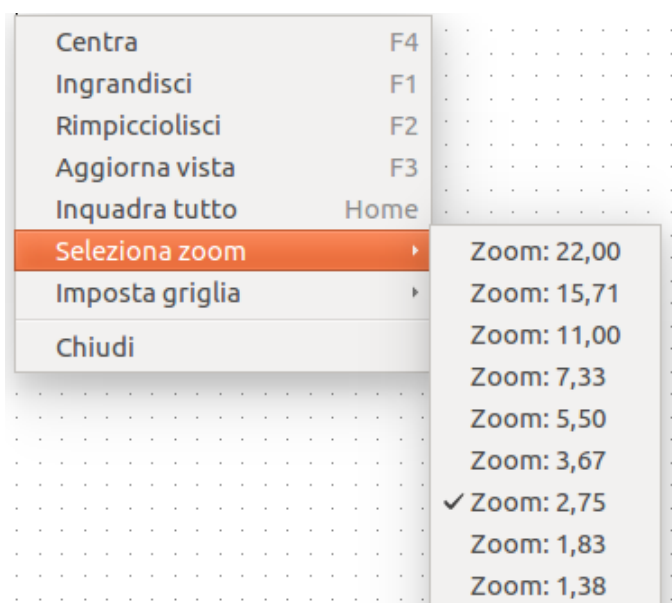 Centra F4
Ingrandisci F1
Rimpicciolisci F2
Aggiorna vista F3
Inquadra tutto Home
Seleziona zoom
Imposta griglia
Chiudi
Zoom: 22,00
Zoom: 15,71
Zoom: 11,00
Zoom: 7,33
Zoom: 5,50
Zoom: 3,67
Zoom: 2,75
Zoom: 1,83
Zoom: 1,38